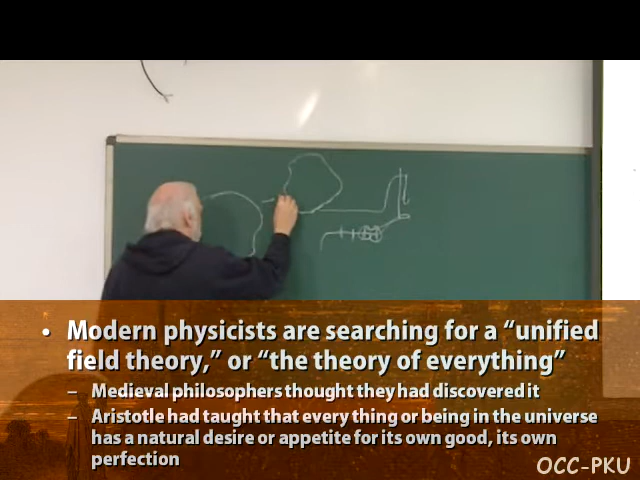 • Modern physicists are searching for a “unified
field theory,” or “the theory of everything”
– Medieval philosophers thought they had discovered it
– Aristotle had taught that every thing or being in the universe
has a natural desire or appetite for its own good, its own
perfection
OCC-PKU